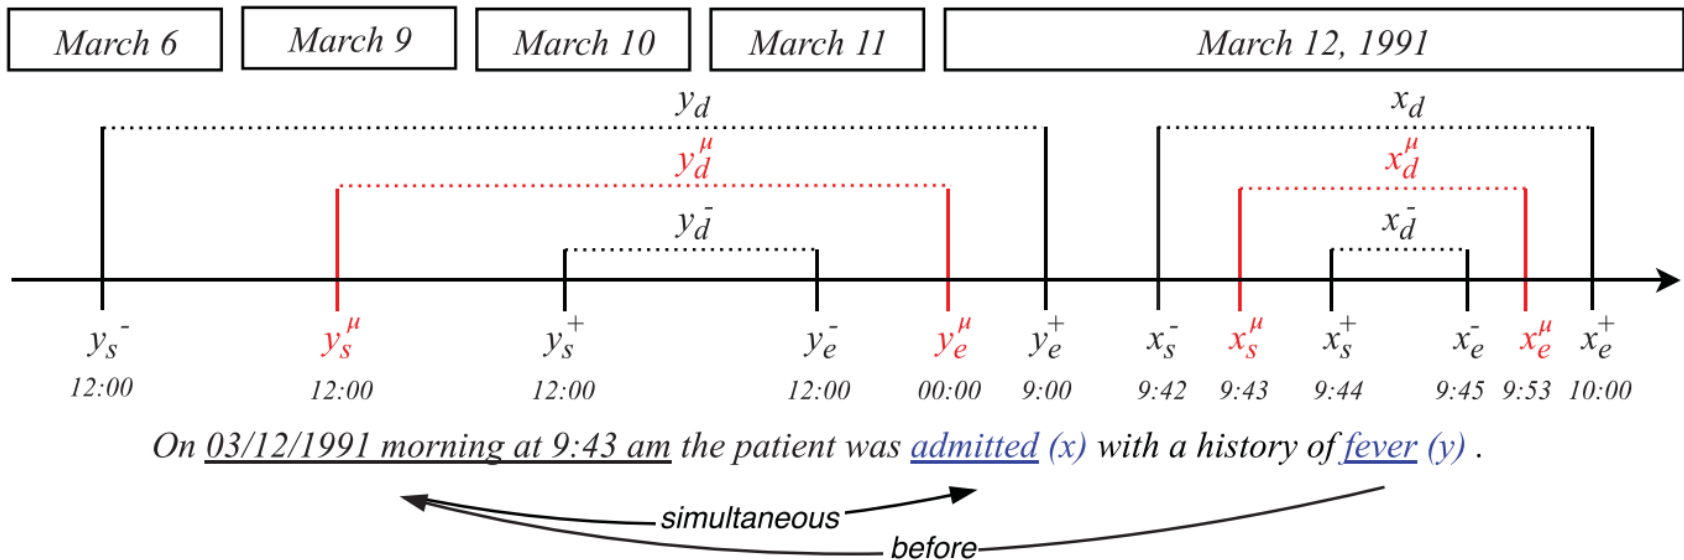 March 6 March 9 March 10 March 11 March 12, 1991
y_d x_d
y_d^μ x_d^μ
y_d^- x_d^-
y_s^- y_s^μ y_s^+ y_e^- y_e^μ y_e^+ x_s^- x_s^μ x_s^+ x_e^- x_e^μ x_e^+
12:00 12:00 12:00 12:00 00:00 9:00 9:42 9:43 9:44 9:45 9:53 10:00
On 03/12/1991 morning at 9:43 am the patient was admitted (x) with a history of fever (y) .
simultaneous
before